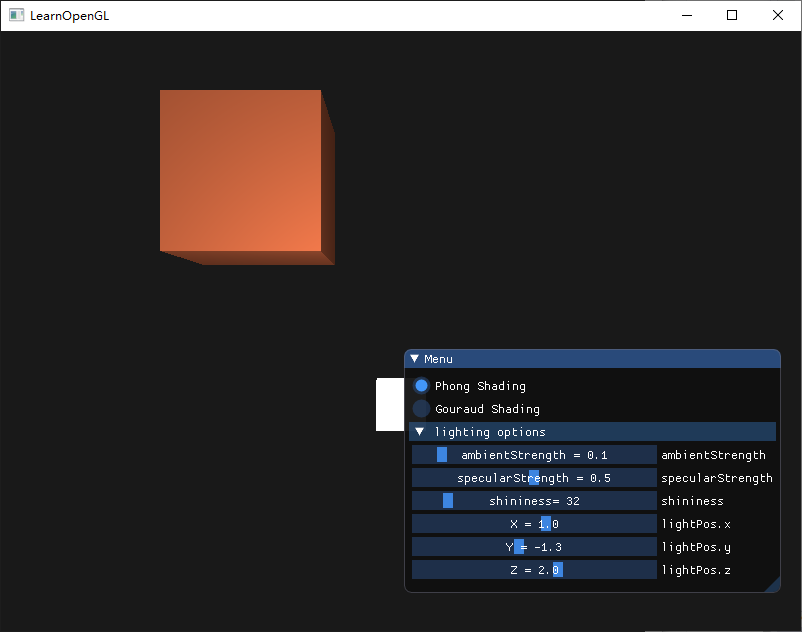 LearnOpenGL
Menu
Phong Shading
Gouraud Shading
lighting options
ambientStrength = 0.1 ambientStrength
specularStrength = 0.5 specularStrength
shininess= 32 shininess
X = 1.0 lightPos.x
Y = -1.3 lightPos.y
Z = 2.0 lightPos.z